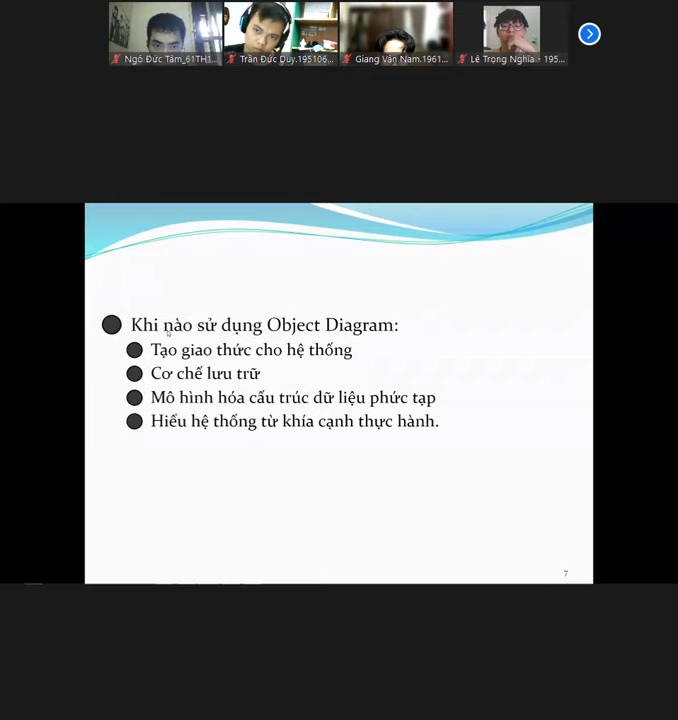 Ngô Đức Tâm_61TH1...
Trần Đức Duy.195106...
Giang Văn Nam.1961...
Lê Trọng Nghĩa - 195...
Khi nào sử dụng Object Diagram:
Tạo giao thức cho hệ thống
Cơ chế lưu trữ
Mô hình hóa cấu trúc dữ liệu phức tạp
Hiểu hệ thống từ khía cạnh thực hành.
7